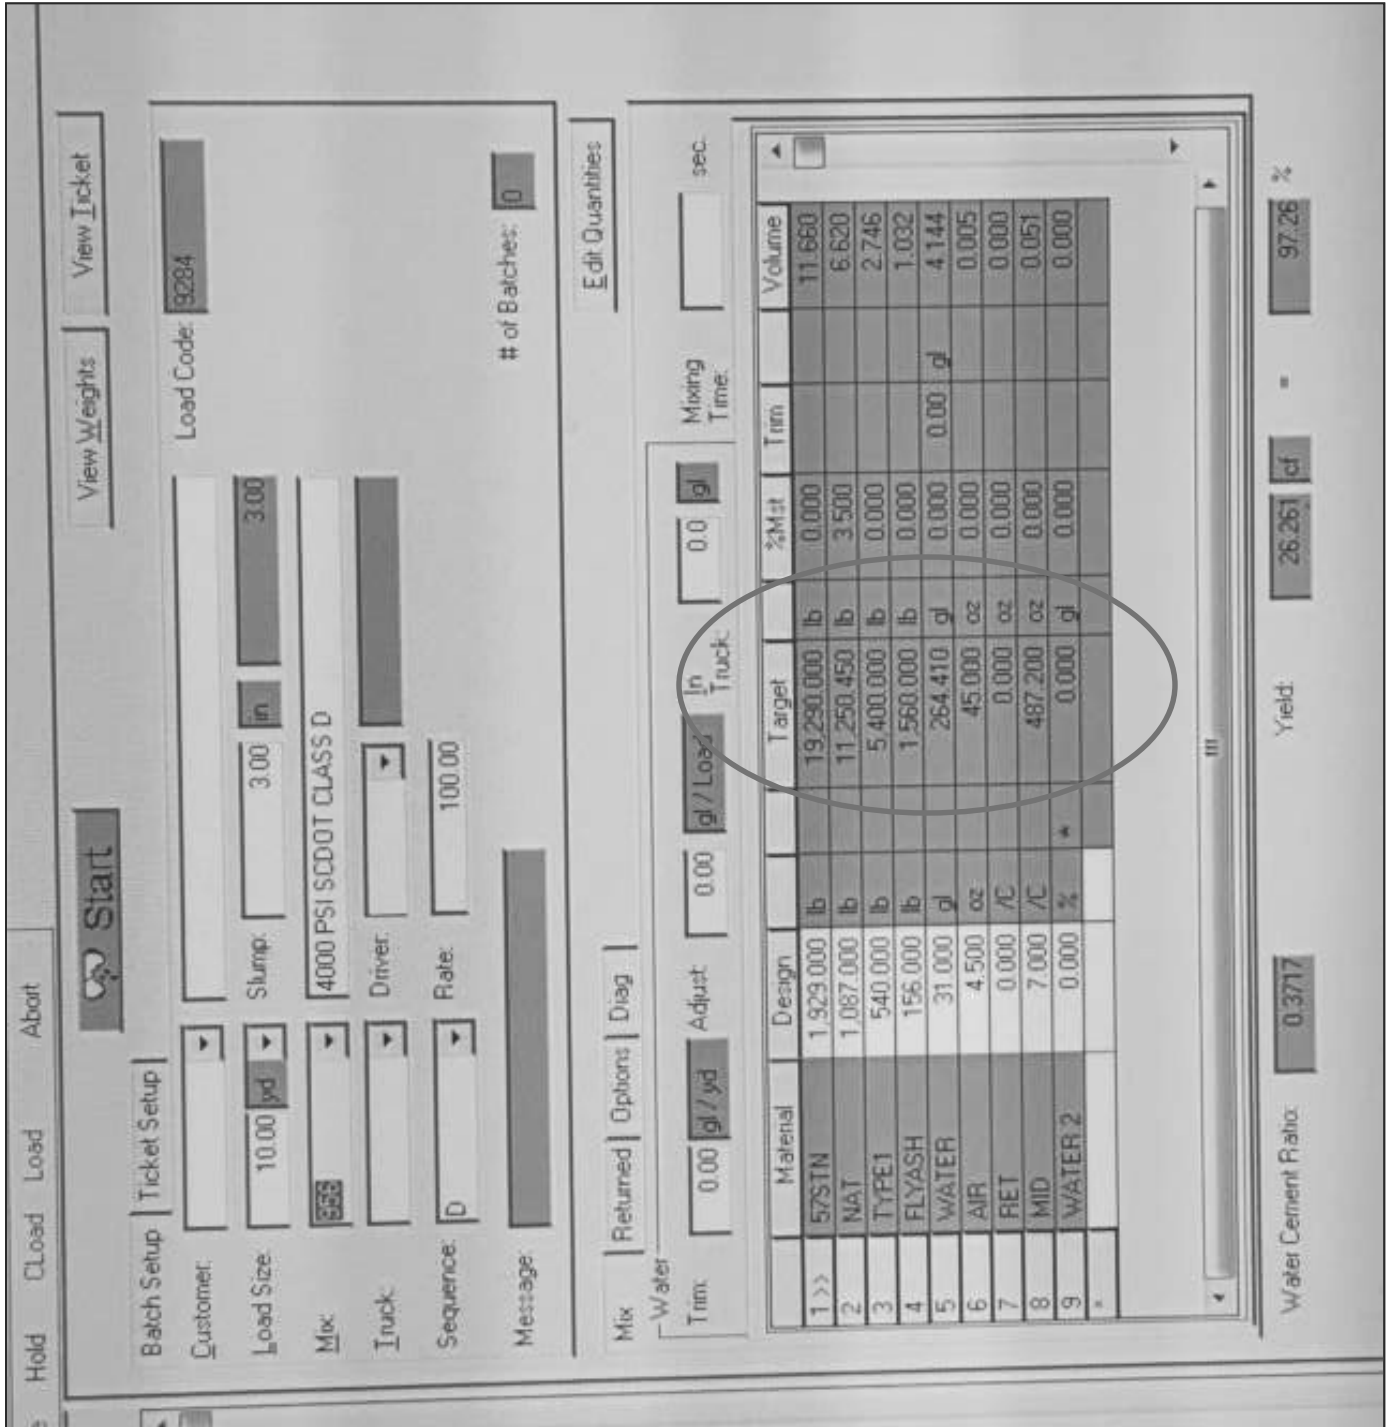 Hold CLoad Load Abort
Start View Weights View Ticket
Batch Setup Ticket Setup
Customer: Load Code: 9284
Load Size: 10.00 yd Slump: 3.00 in 3.00
Mix: 356 4000 PSI SCDOT CLASS D
Truck: Driver:
Sequence: D Rate: 100.00
Message: # of Batches: 0
Mix Returned Options Diag Edit Quantities
Water
Trim: 0.00 gl / yd Adjust: 0.00 gl / Load In Truck: 0.0 gl Mixing Time: sec.
Material Design Target %Mst Trim Volume
1 >> 57STN 1,929.000 lb 19,290.000 lb 0.000 11.660
2 NAT 1,087.000 lb 11,250.450 lb 3.500 6.620
3 TYPE1 540.000 lb 5,400.000 lb 0.000 2.746
4 FLYASH 156.000 lb 1,560.000 lb 0.000 1.032
5 WATER 31.000 gl 264.410 gl 0.000 0.00 gl 4.144
6 AIR 4.500 oz 45.000 oz 0.000 0.005
7 RET 0.000 /C 0.000 oz 0.000 0.000
8 MID 7.000 /C 487.200 oz 0.000 0.051
9 WATER 2 0.000 % * 0.000 gl 0.000 0.000
*
Water Cement Ratio: 0.3717 Yield: 26.261 cf = 97.26 %